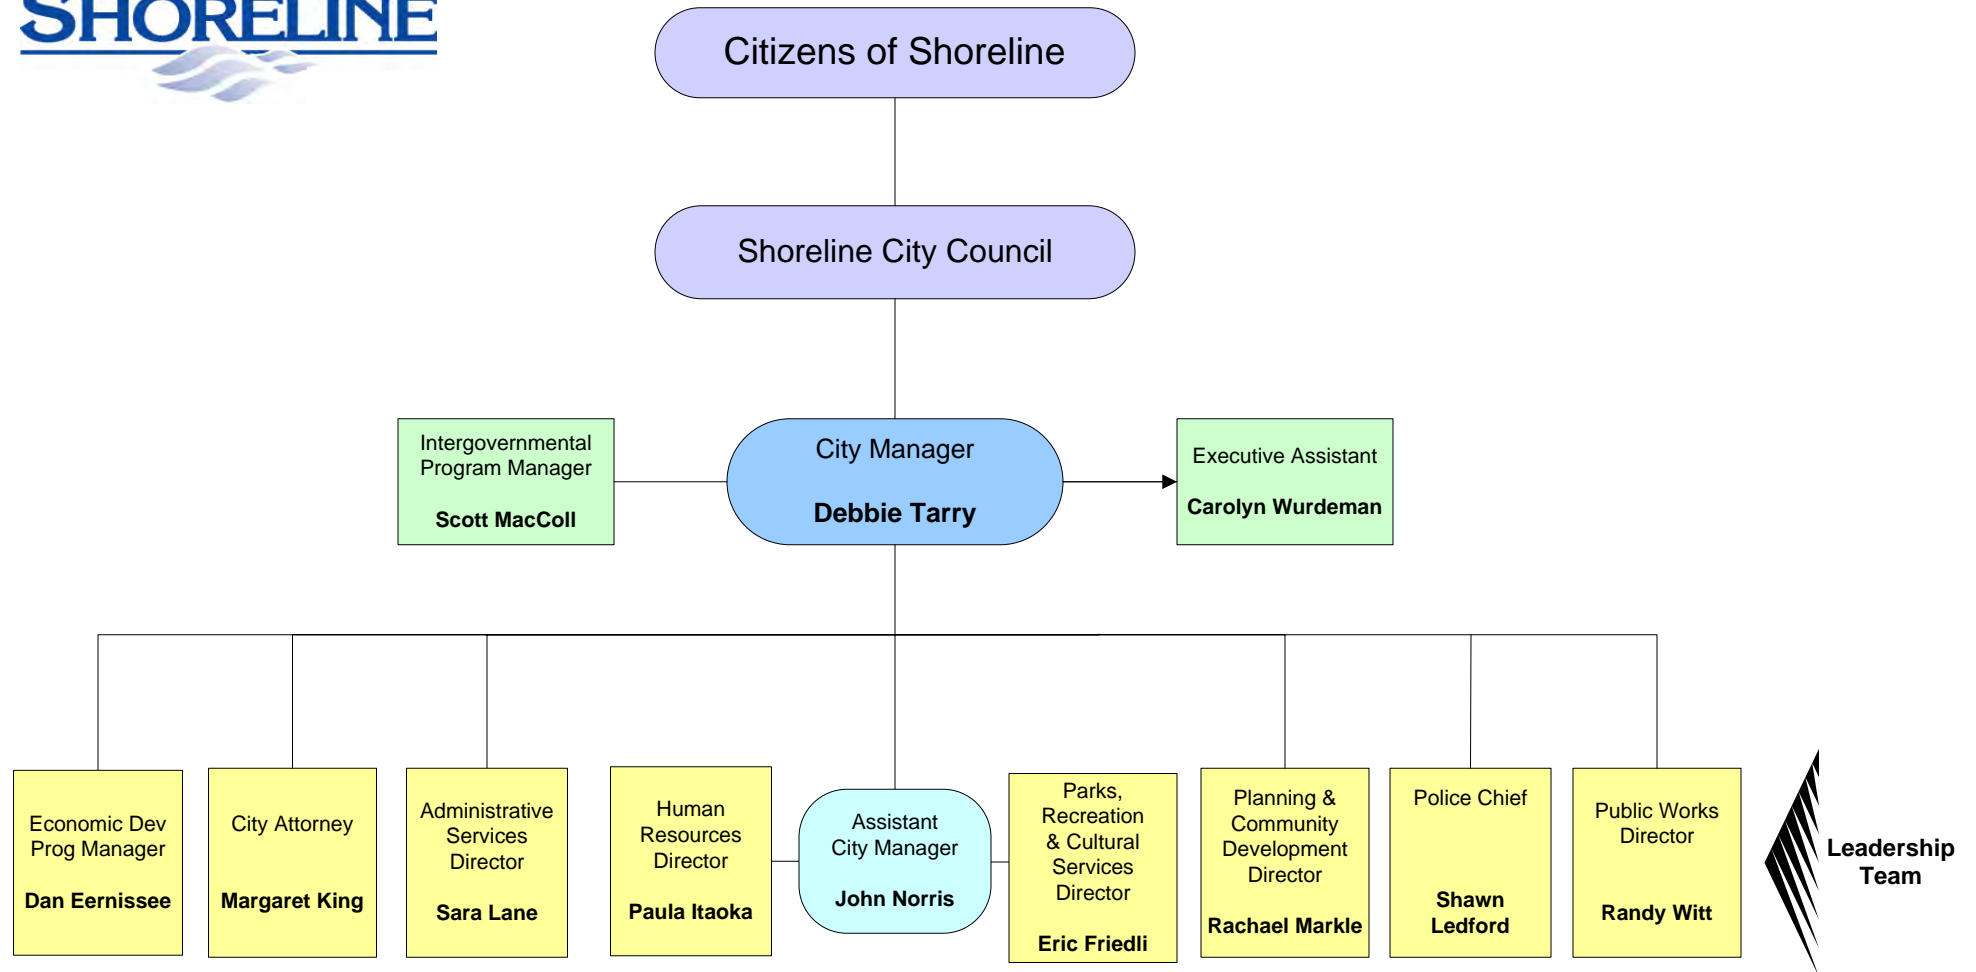 SHORELINE
Citizens of Shoreline
Shoreline City Council
Intergovernmental
Program Manager
Scott MacColl
City Manager
Debbie Tarry
Executive Assistant
Carolyn Wurdeman
Economic Dev
Prog Manager
Dan Eernissee
City Attorney
Margaret King
Administrative
Services
Director
Sara Lane
Human
Resources
Director
Paula Itaoka
Assistant
City Manager
John Norris
Parks,
Recreation
& Cultural
Services
Director
Eric Friedli
Planning &
Community
Development
Director
Rachael Markle
Police Chief
Shawn
Ledford
Public Works
Director
Randy Witt
Leadership
Team